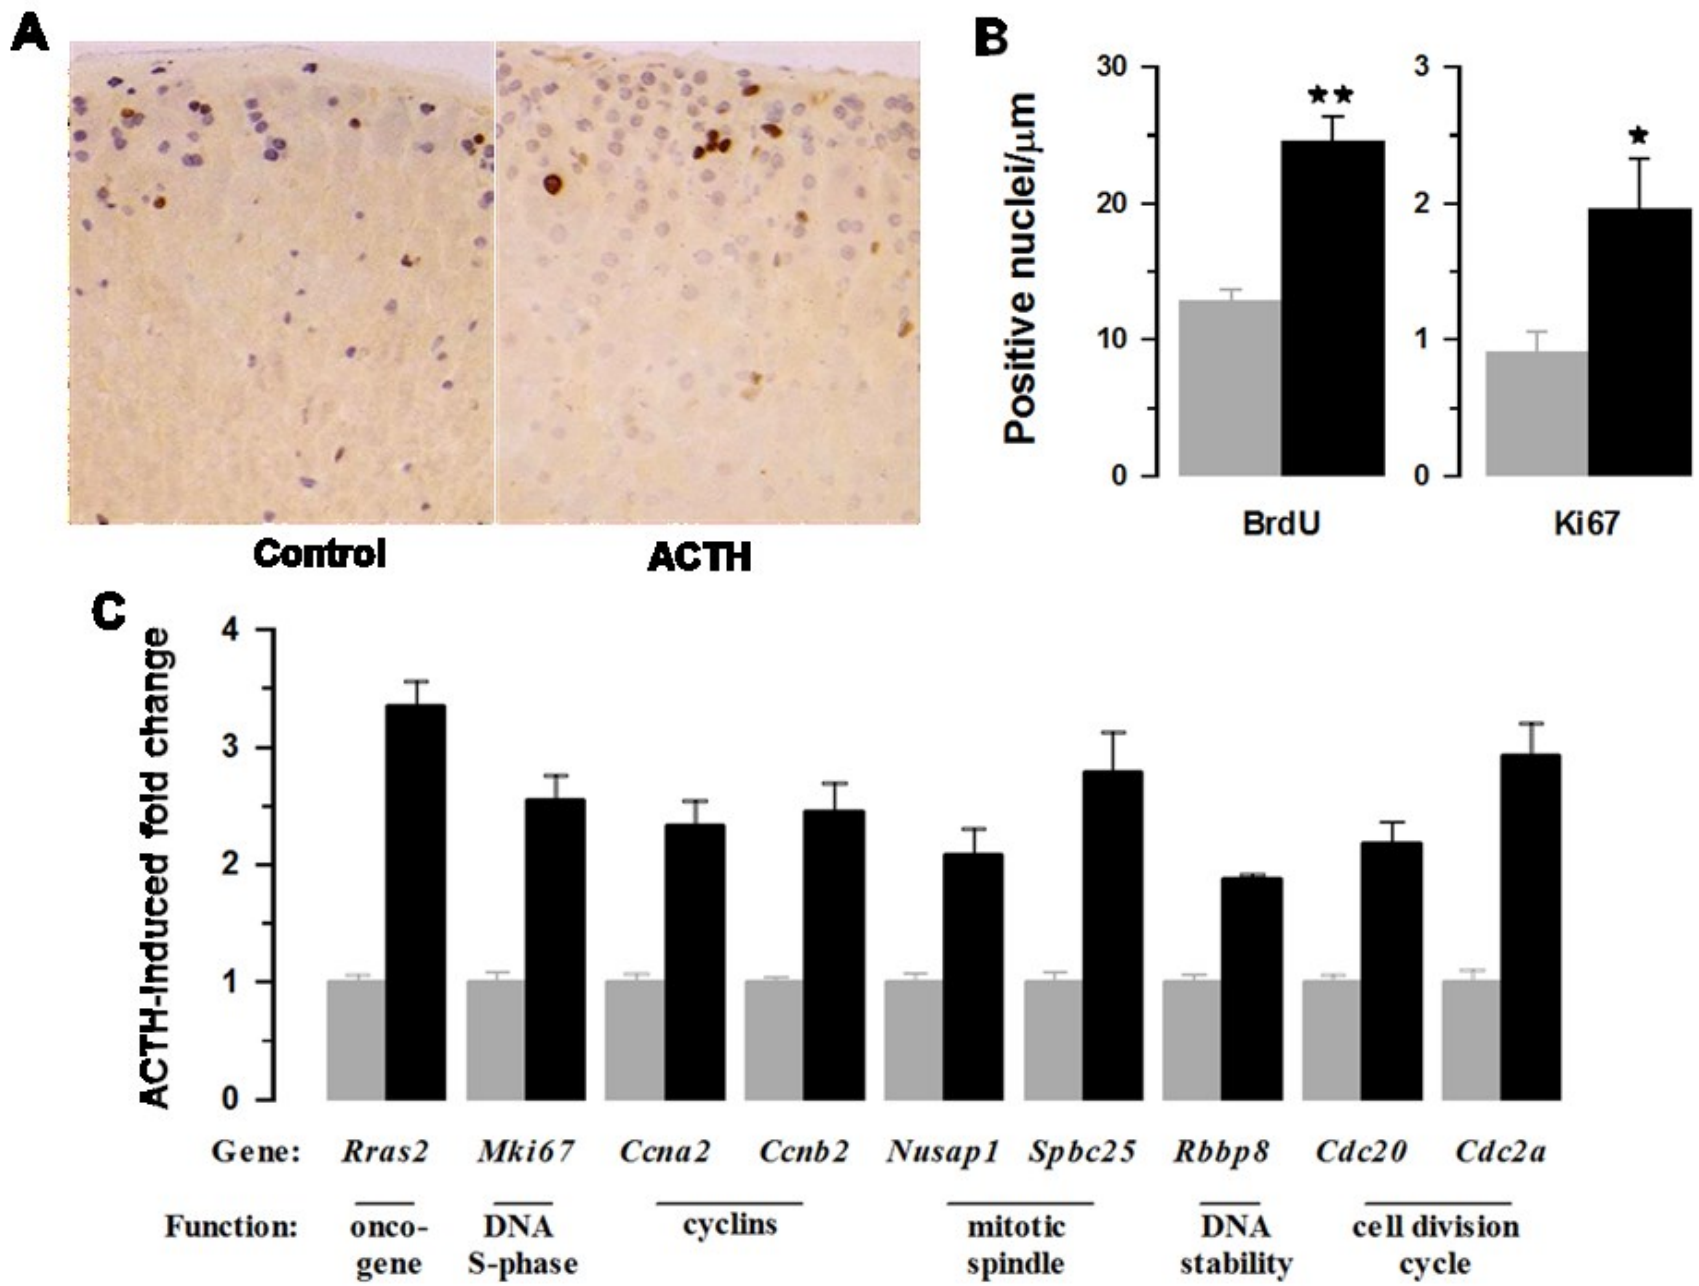 A
Control
ACTH
B
Positive nuclei/μm
30
20
10
0
★★
BrdU
3
2
1
0
★
Ki67
C
ACTH-Induced fold change
4
3
2
1
0
Gene: Rras2 Mki67 Ccna2 Ccnb2 Nusap1 Spbc25 Rbbp8 Cdc20 Cdc2a
Function: onco- DNA cyclins mitotic DNA cell division
gene S-phase spindle stability cycle